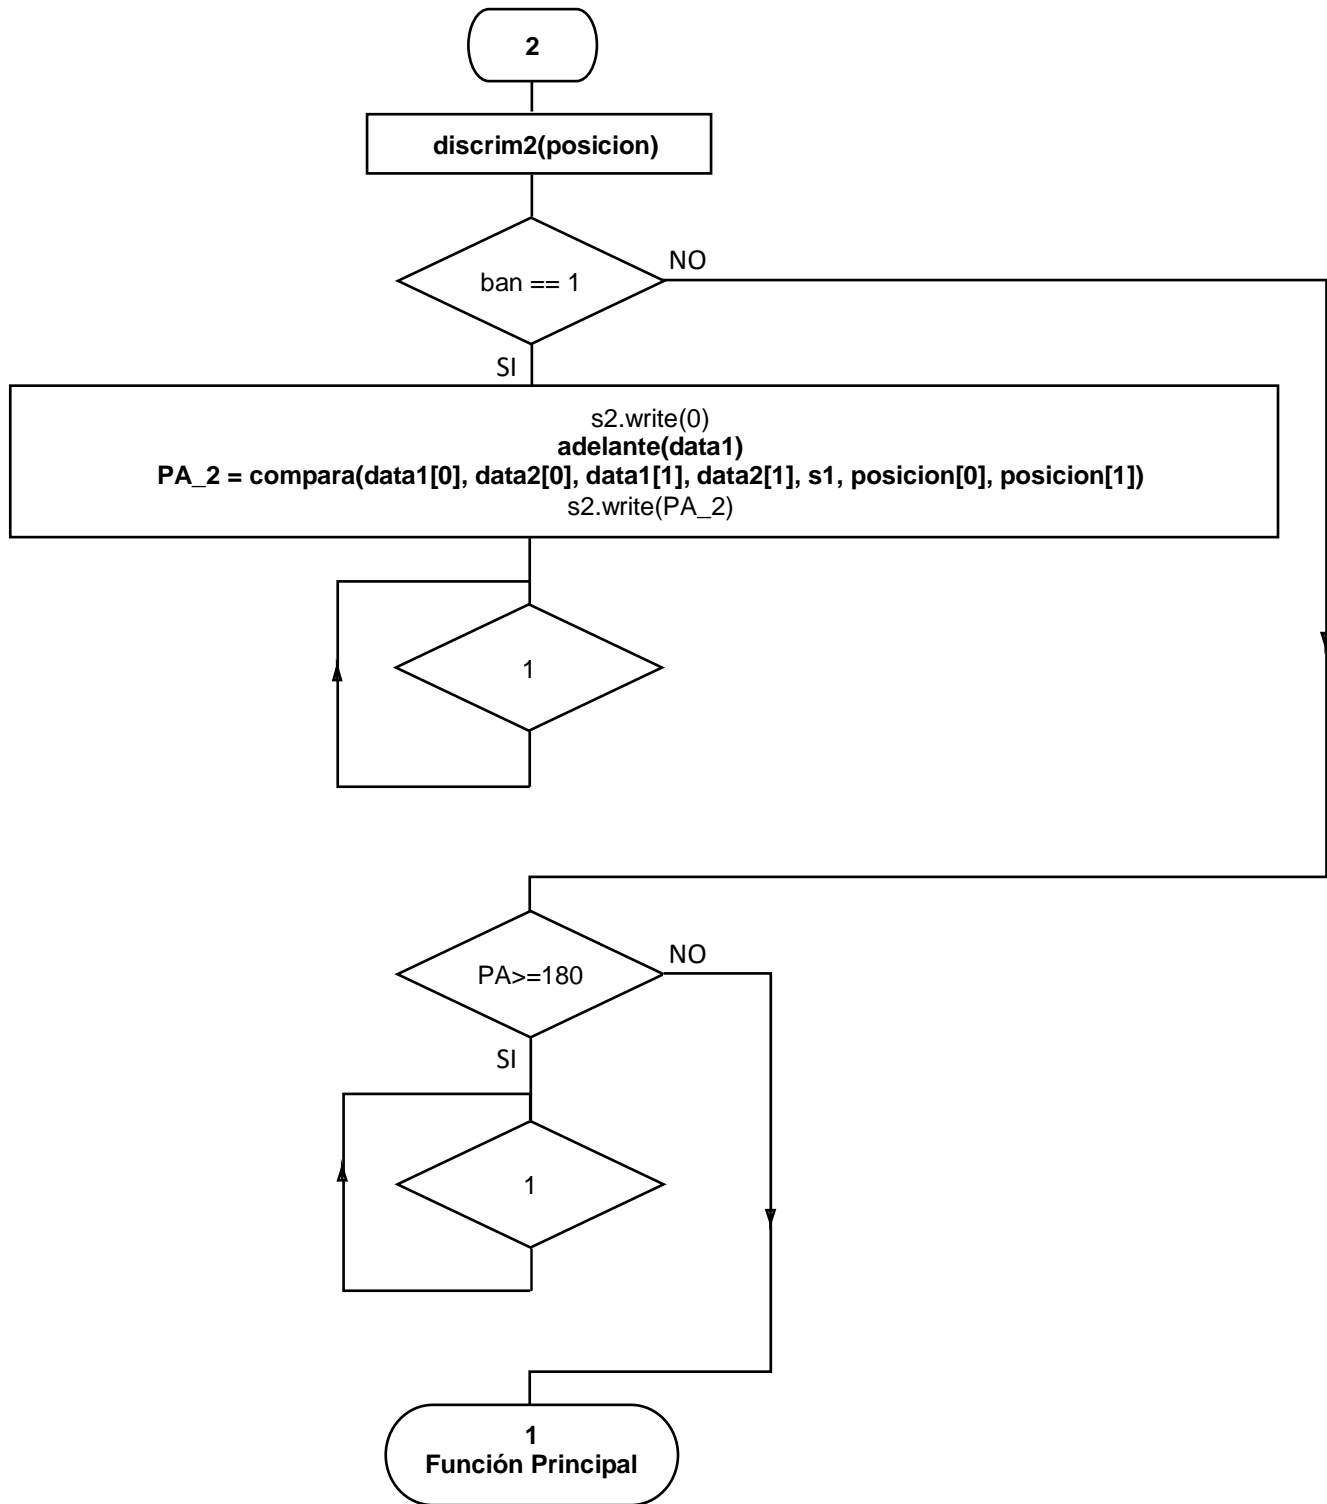 2
discrim2(posicion)
ban == 1
NO
SI
s2.write(0)
adelante(data1)
PA_2 = compara(data1[0], data2[0], data1[1], data2[1], s1, posicion[0], posicion[1])
s2.write(PA_2)
1
PA>=180
NO
SI
1
1
Función Principal